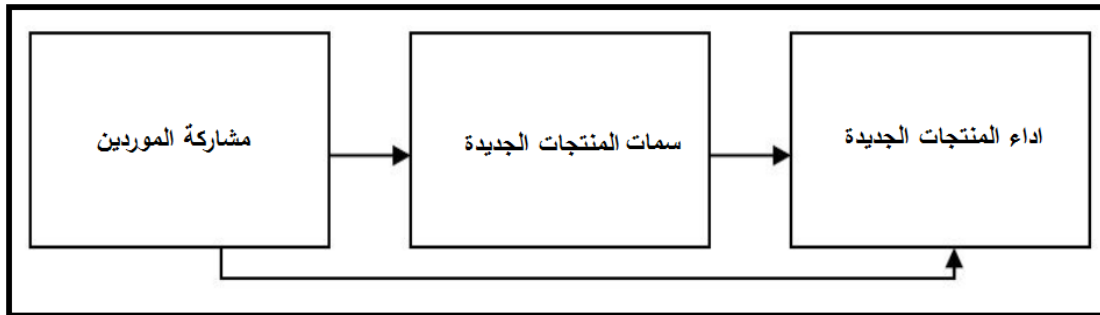 مشاركة الموردين
سمات المنتجات الجديدة
اداء المنتجات الجديدة